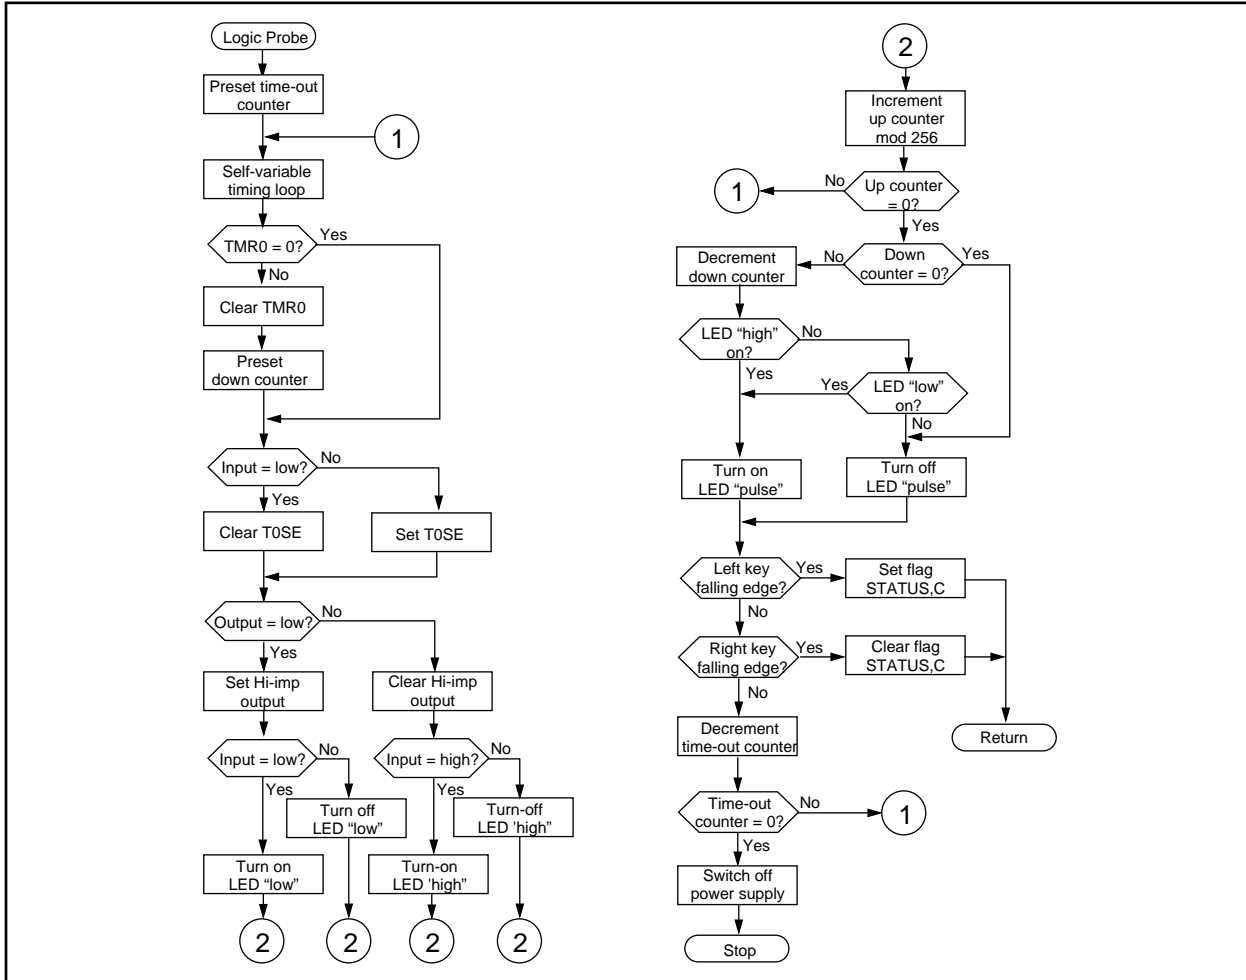 Logic Probe
Preset time-out
counter
1
Self-variable
timing loop
TMR0 = 0?
Yes
No
Clear TMR0
Preset
down counter
Input = low?
No
Yes
Clear T0SE
Set T0SE
Output = low?
No
Yes
Set Hi-imp
output
Clear Hi-imp
output
Input = low?
No
Yes
Input = high?
No
Yes
Turn off
LED “low”
Turn-off
LED 'high”
Turn on
LED “low”
Turn-on
LED 'high”
2
2
2
2
2
Increment
up counter
mod 256
Up counter
= 0?
No
1
Yes
Down
counter = 0?
No
Yes
Decrement
down counter
LED “high”
on?
No
Yes
LED “low”
on?
Yes
No
Turn on
LED “pulse”
Turn off
LED “pulse”
Left key
falling edge?
Yes
Set flag
STATUS,C
No
Right key
falling edge?
Yes
Clear flag
STATUS,C
No
Decrement
time-out counter
Return
Time-out
counter = 0?
No
1
Yes
Switch off
power supply
Stop